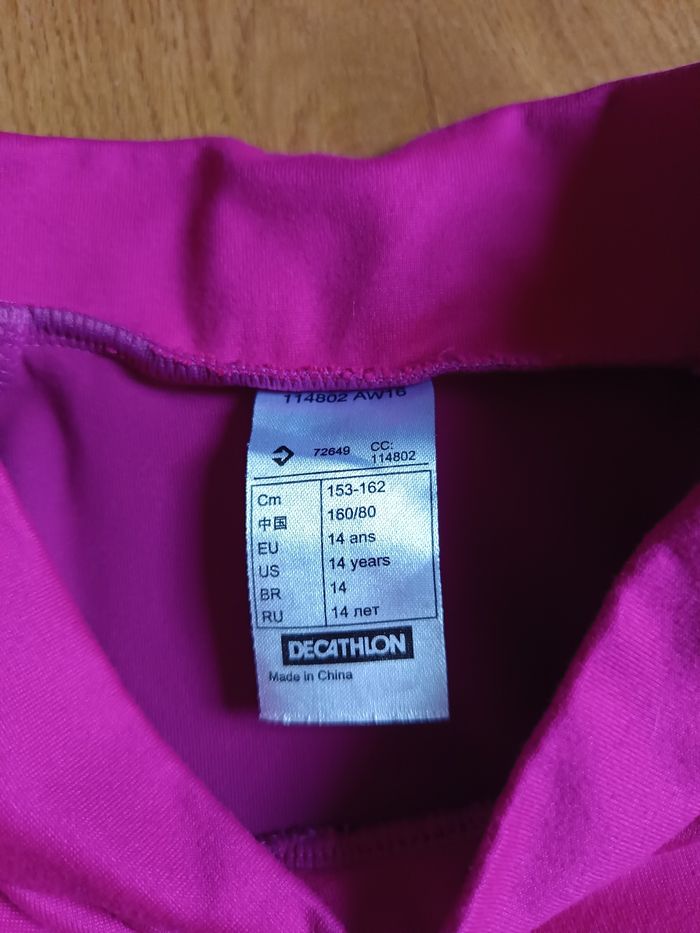 114802 AW16
72649 CC:
114802
Cm 153-162
中国 160/80
EU 14 ans
US 14 years
BR 14
RU 14 лет
DECATHLON
Made in China